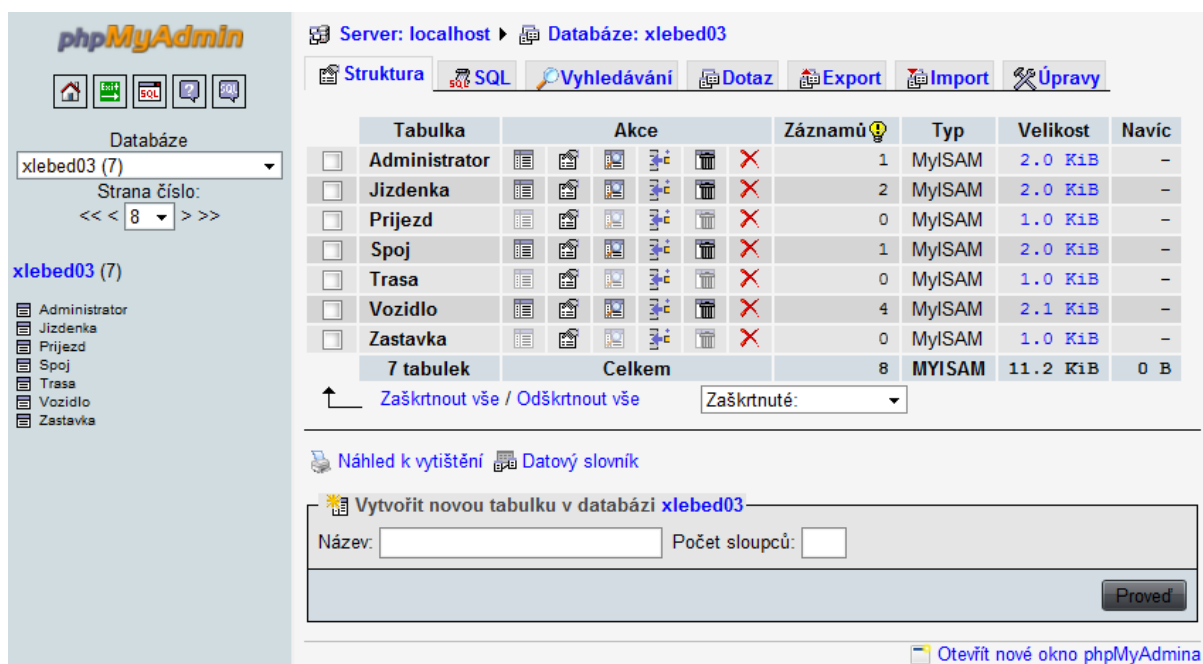 phpMyAdmin
Exit SQL ? SQL
Databáze
xlebed03 (7)
Strana číslo:
<< < 8 > >>
xlebed03 (7)
Administrator
Jizdenka
Prijezd
Spoj
Trasa
Vozidlo
Zastavka
Server: localhost Databáze: xlebed03
Struktura SQL Vyhledávání Dotaz Export Import Úpravy
Tabulka Akce Záznamů Typ Velikost Navíc
Administrator 1 MyISAM 2.0 KiB –
Jizdenka 2 MyISAM 2.0 KiB –
Prijezd 0 MyISAM 1.0 KiB –
Spoj 1 MyISAM 2.0 KiB –
Trasa 0 MyISAM 1.0 KiB –
Vozidlo 4 MyISAM 2.1 KiB –
Zastavka 0 MyISAM 1.0 KiB –
7 tabulek Celkem 8 MYISAM 11.2 KiB 0 B
Zaškrtnout vše / Odškrtnout vše Zaškrtnuté:
Náhled k vytištění Datový slovník
Vytvořit novou tabulku v databázi xlebed03
Název: Počet sloupců:
Proveď
Otevřít nové okno phpMyAdmina